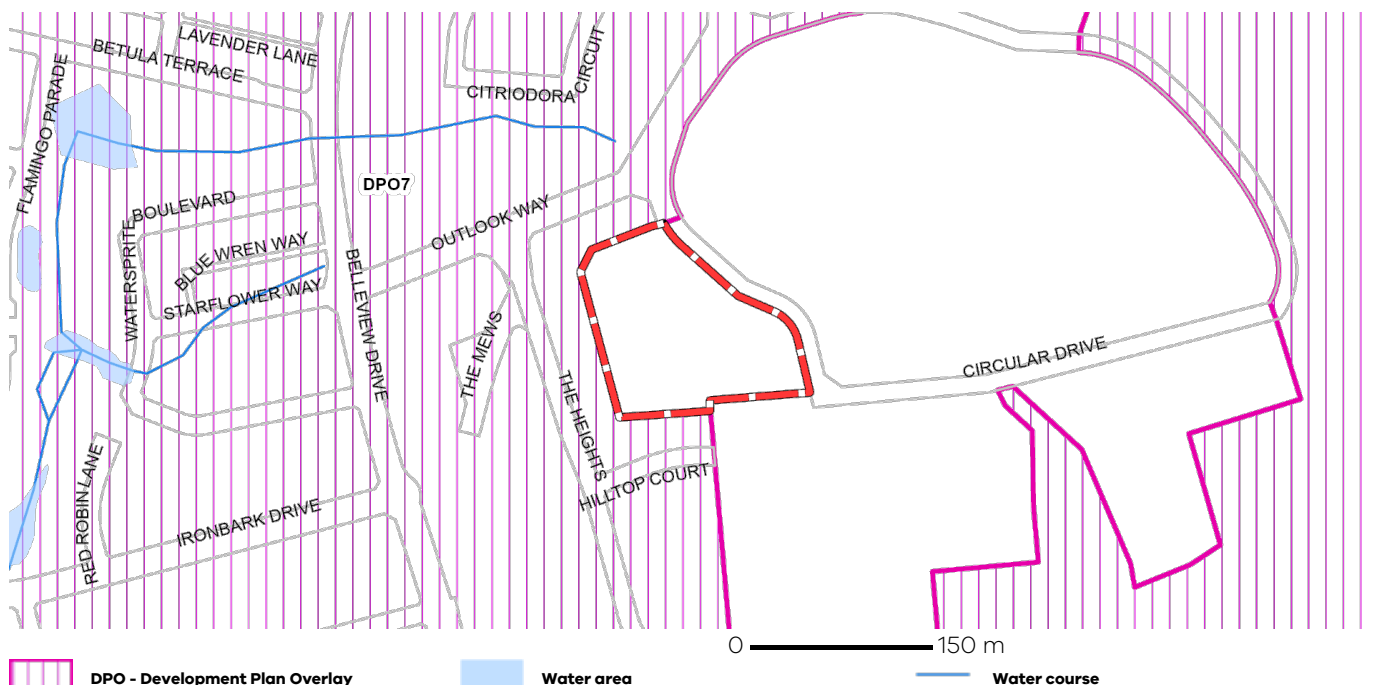 LAVENDER LANE
BETULA TERRACE
CIRCUIT
CITRIODORA
FLAMINGO PARADE
DPO7
BOULEVARD
WATERSPRITE
OUTLOOK WAY
BLUE WREN WAY
STARFLOWER WAY
BELLEVIEW DRIVE
THE MEWS
CIRCULAR DRIVE
THE HEIGHTS
HILLTOP COURT
RED ROBIN LANE
IRONBARK DRIVE
0 150 m
DPO - Development Plan Overlay
Water area
Water course